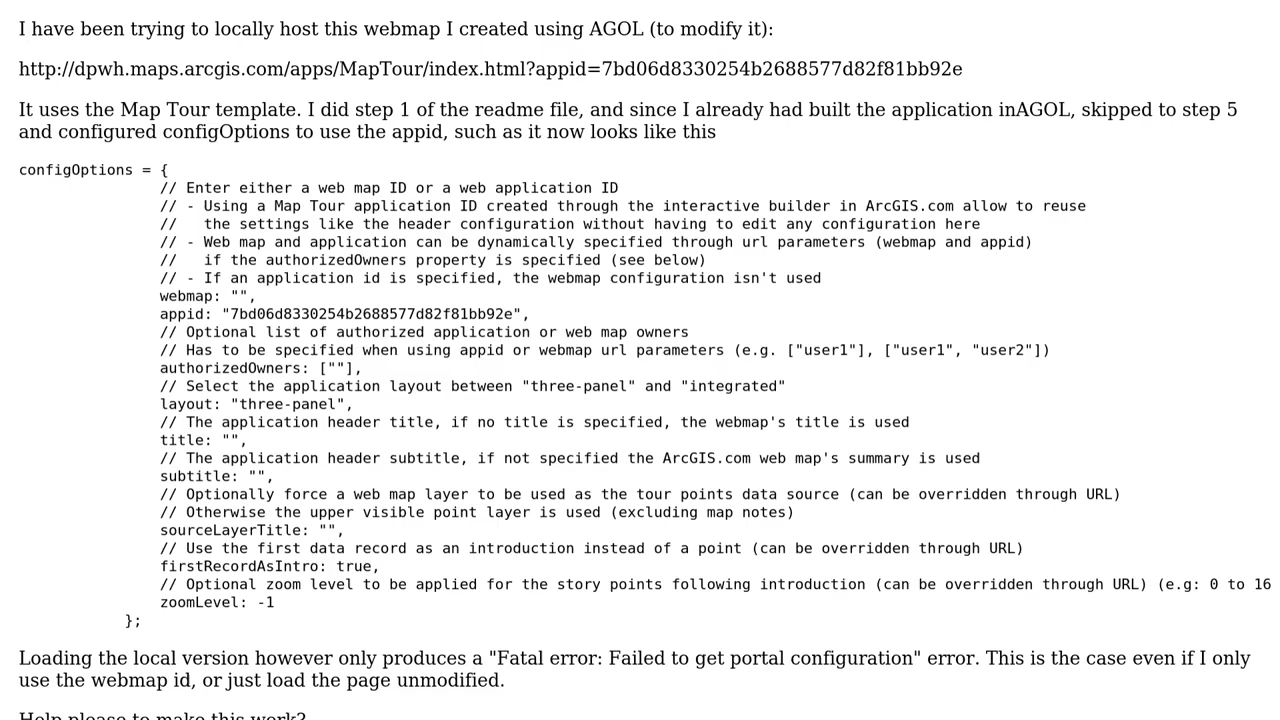 I have been trying to locally host this webmap I created using AGOL (to modify it):
http://dpwh.maps.arcgis.com/apps/MapTour/index.html?appid=7bd06d8330254b2688577d82f81bb92e
It uses the Map Tour template. I did step 1 of the readme file, and since I already had built the application inAGOL, skipped to step 5
and configured configOptions to use the appid, such as it now looks like this
configOptions = {
// Enter either a web map ID or a web application ID
// - Using a Map Tour application ID created through the interactive builder in ArcGIS.com allow to reuse
//   the settings like the header configuration without having to edit any configuration here
// - Web map and application can be dynamically specified through url parameters (webmap and appid)
//   if the authorizedOwners property is specified (see below)
// - If an application id is specified, the webmap configuration isn't used
webmap: "",
appid: "7bd06d8330254b2688577d82f81bb92e",
// Optional list of authorized application or web map owners
// Has to be specified when using appid or webmap url parameters (e.g. ["user1"], ["user1", "user2"])
authorizedOwners: [""],
// Select the application layout between "three-panel" and "integrated"
layout: "three-panel",
// The application header title, if no title is specified, the webmap's title is used
title: "",
// The application header subtitle, if not specified the ArcGIS.com web map's summary is used
subtitle: "",
// Optionally force a web map layer to be used as the tour points data source (can be overridden through URL)
// Otherwise the upper visible point layer is used (excluding map notes)
sourceLayerTitle: "",
// Use the first data record as an introduction instead of a point (can be overridden through URL)
firstRecordAsIntro: true,
// Optional zoom level to be applied for the story points following introduction (can be overridden through URL) (e.g: 0 to 16
zoomLevel: -1
};
Loading the local version however only produces a "Fatal error: Failed to get portal configuration" error. This is the case even if I only
use the webmap id, or just load the page unmodified.
Help please to make this work?